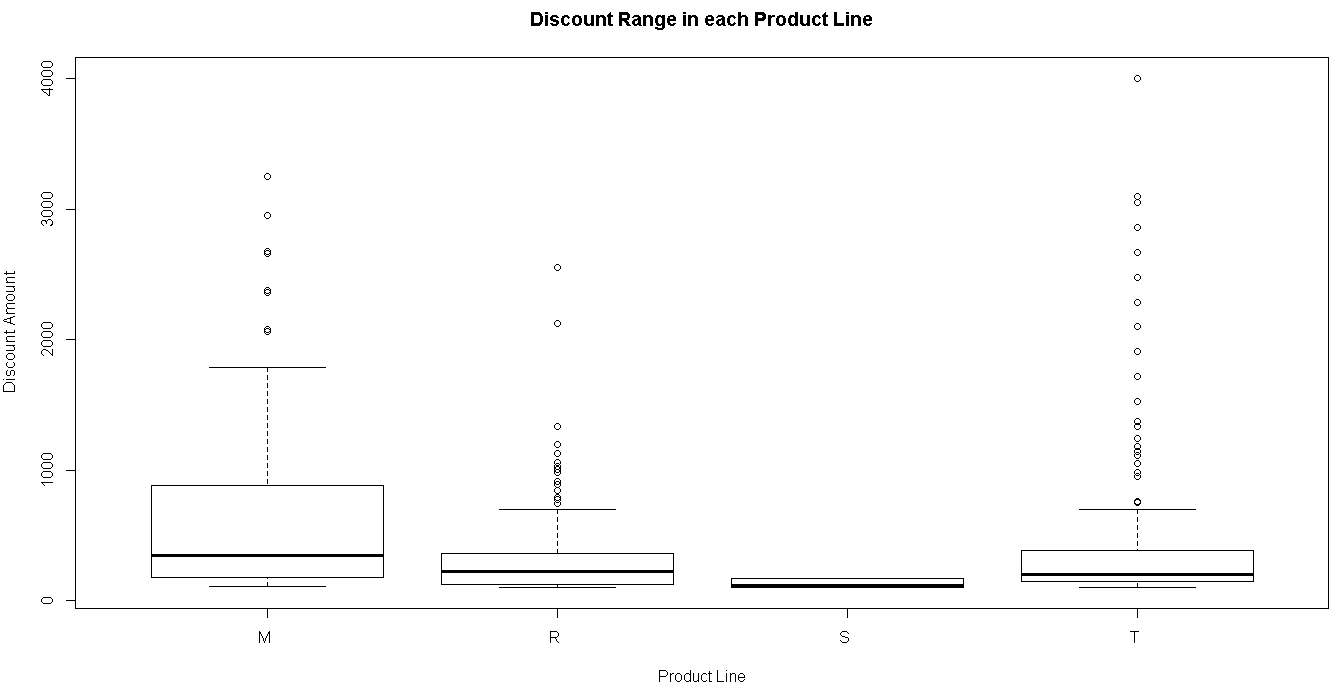 Discount Range in each Product Line
Discount Amount
4000
3000
2000
1000
0
M R S T
Product Line